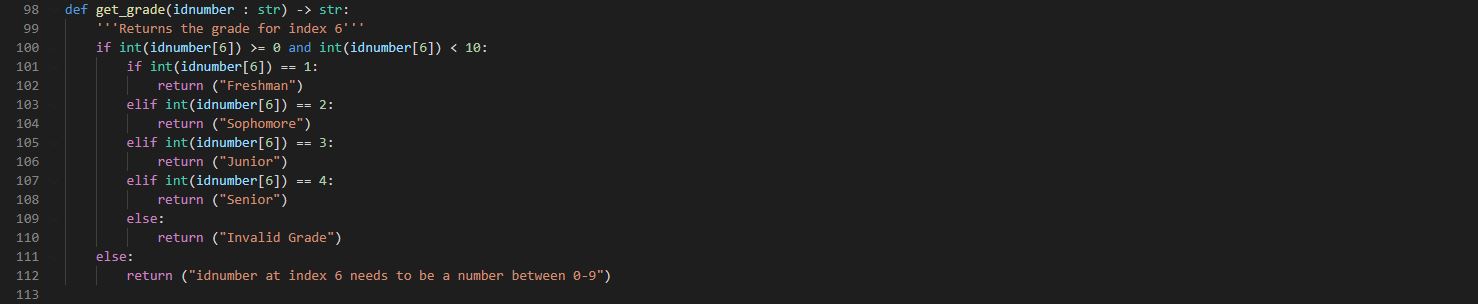 98 def get_grade(idnumber : str) -> str:
99 '''Returns the grade for index 6'''
100 if int(idnumber[6]) >= 0 and int(idnumber[6]) < 10:
101 if int(idnumber[6]) == 1:
102 return ("Freshman")
103 elif int(idnumber[6]) == 2:
104 return ("Sophomore")
105 elif int(idnumber[6]) == 3:
106 return ("Junior")
107 elif int(idnumber[6]) == 4:
108 return ("Senior")
109 else:
110 return ("Invalid Grade")
111 else:
112 return ("idnumber at index 6 needs to be a number between 0-9")
113